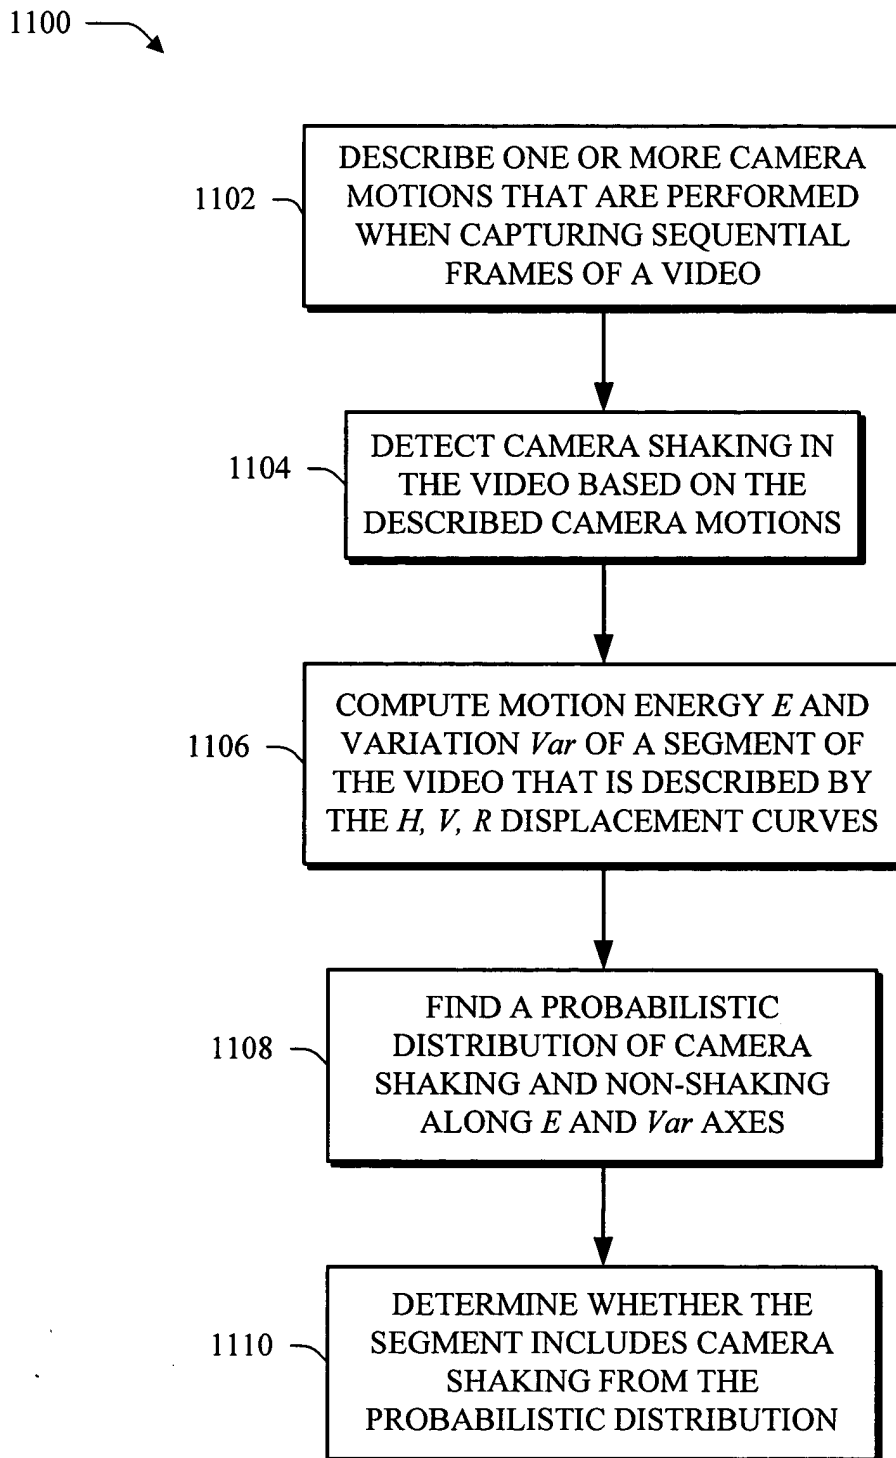 1100
1102
DESCRIBE ONE OR MORE CAMERA
MOTIONS THAT ARE PERFORMED
WHEN CAPTURING SEQUENTIAL
FRAMES OF A VIDEO
1104
DETECT CAMERA SHAKING IN
THE VIDEO BASED ON THE
DESCRIBED CAMERA MOTIONS
1106
COMPUTE MOTION ENERGY E AND
VARIATION Var OF A SEGMENT OF
THE VIDEO THAT IS DESCRIBED BY
THE H, V, R DISPLACEMENT CURVES
1108
FIND A PROBABILISTIC
DISTRIBUTION OF CAMERA
SHAKING AND NON-SHAKING
ALONG E AND Var AXES
1110
DETERMINE WHETHER THE
SEGMENT INCLUDES CAMERA
SHAKING FROM THE
PROBABILISTIC DISTRIBUTION